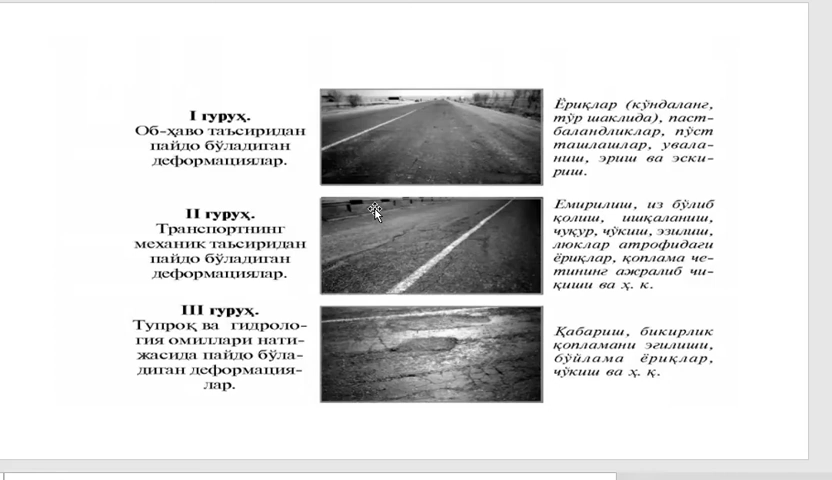 I гуруҳ.
Об-ҳаво таъсиридан
пайдо бўладиган
деформациялар.
Ёриқлар (кўндаланг,
тўр шаклида), паст-
баландликлар, пўст
ташлашлар, увала-
ниш, эриш ва эски-
риш.
II гуруҳ.
Транспортнинг
механик таъсиридан
пайдо бўладиган
деформациялар.
Емирилиш, из бўлиб
қолиш, ишқаланиш,
чуқур, чўкиш, эзилиш,
люклар атрофидаги
ёриқлар, қоплама че-
тининг ажралиб чи-
қиши ва ҳ. к.
III гуруҳ.
Тупроқ ва гидроло-
гия омиллари нати-
жасида пайдо бўла-
диган деформация-
лар.
Қабариш, бикирлик
қопламани эгилиши,
бўйлама ёриқлар,
чўкиш ва ҳ. қ.